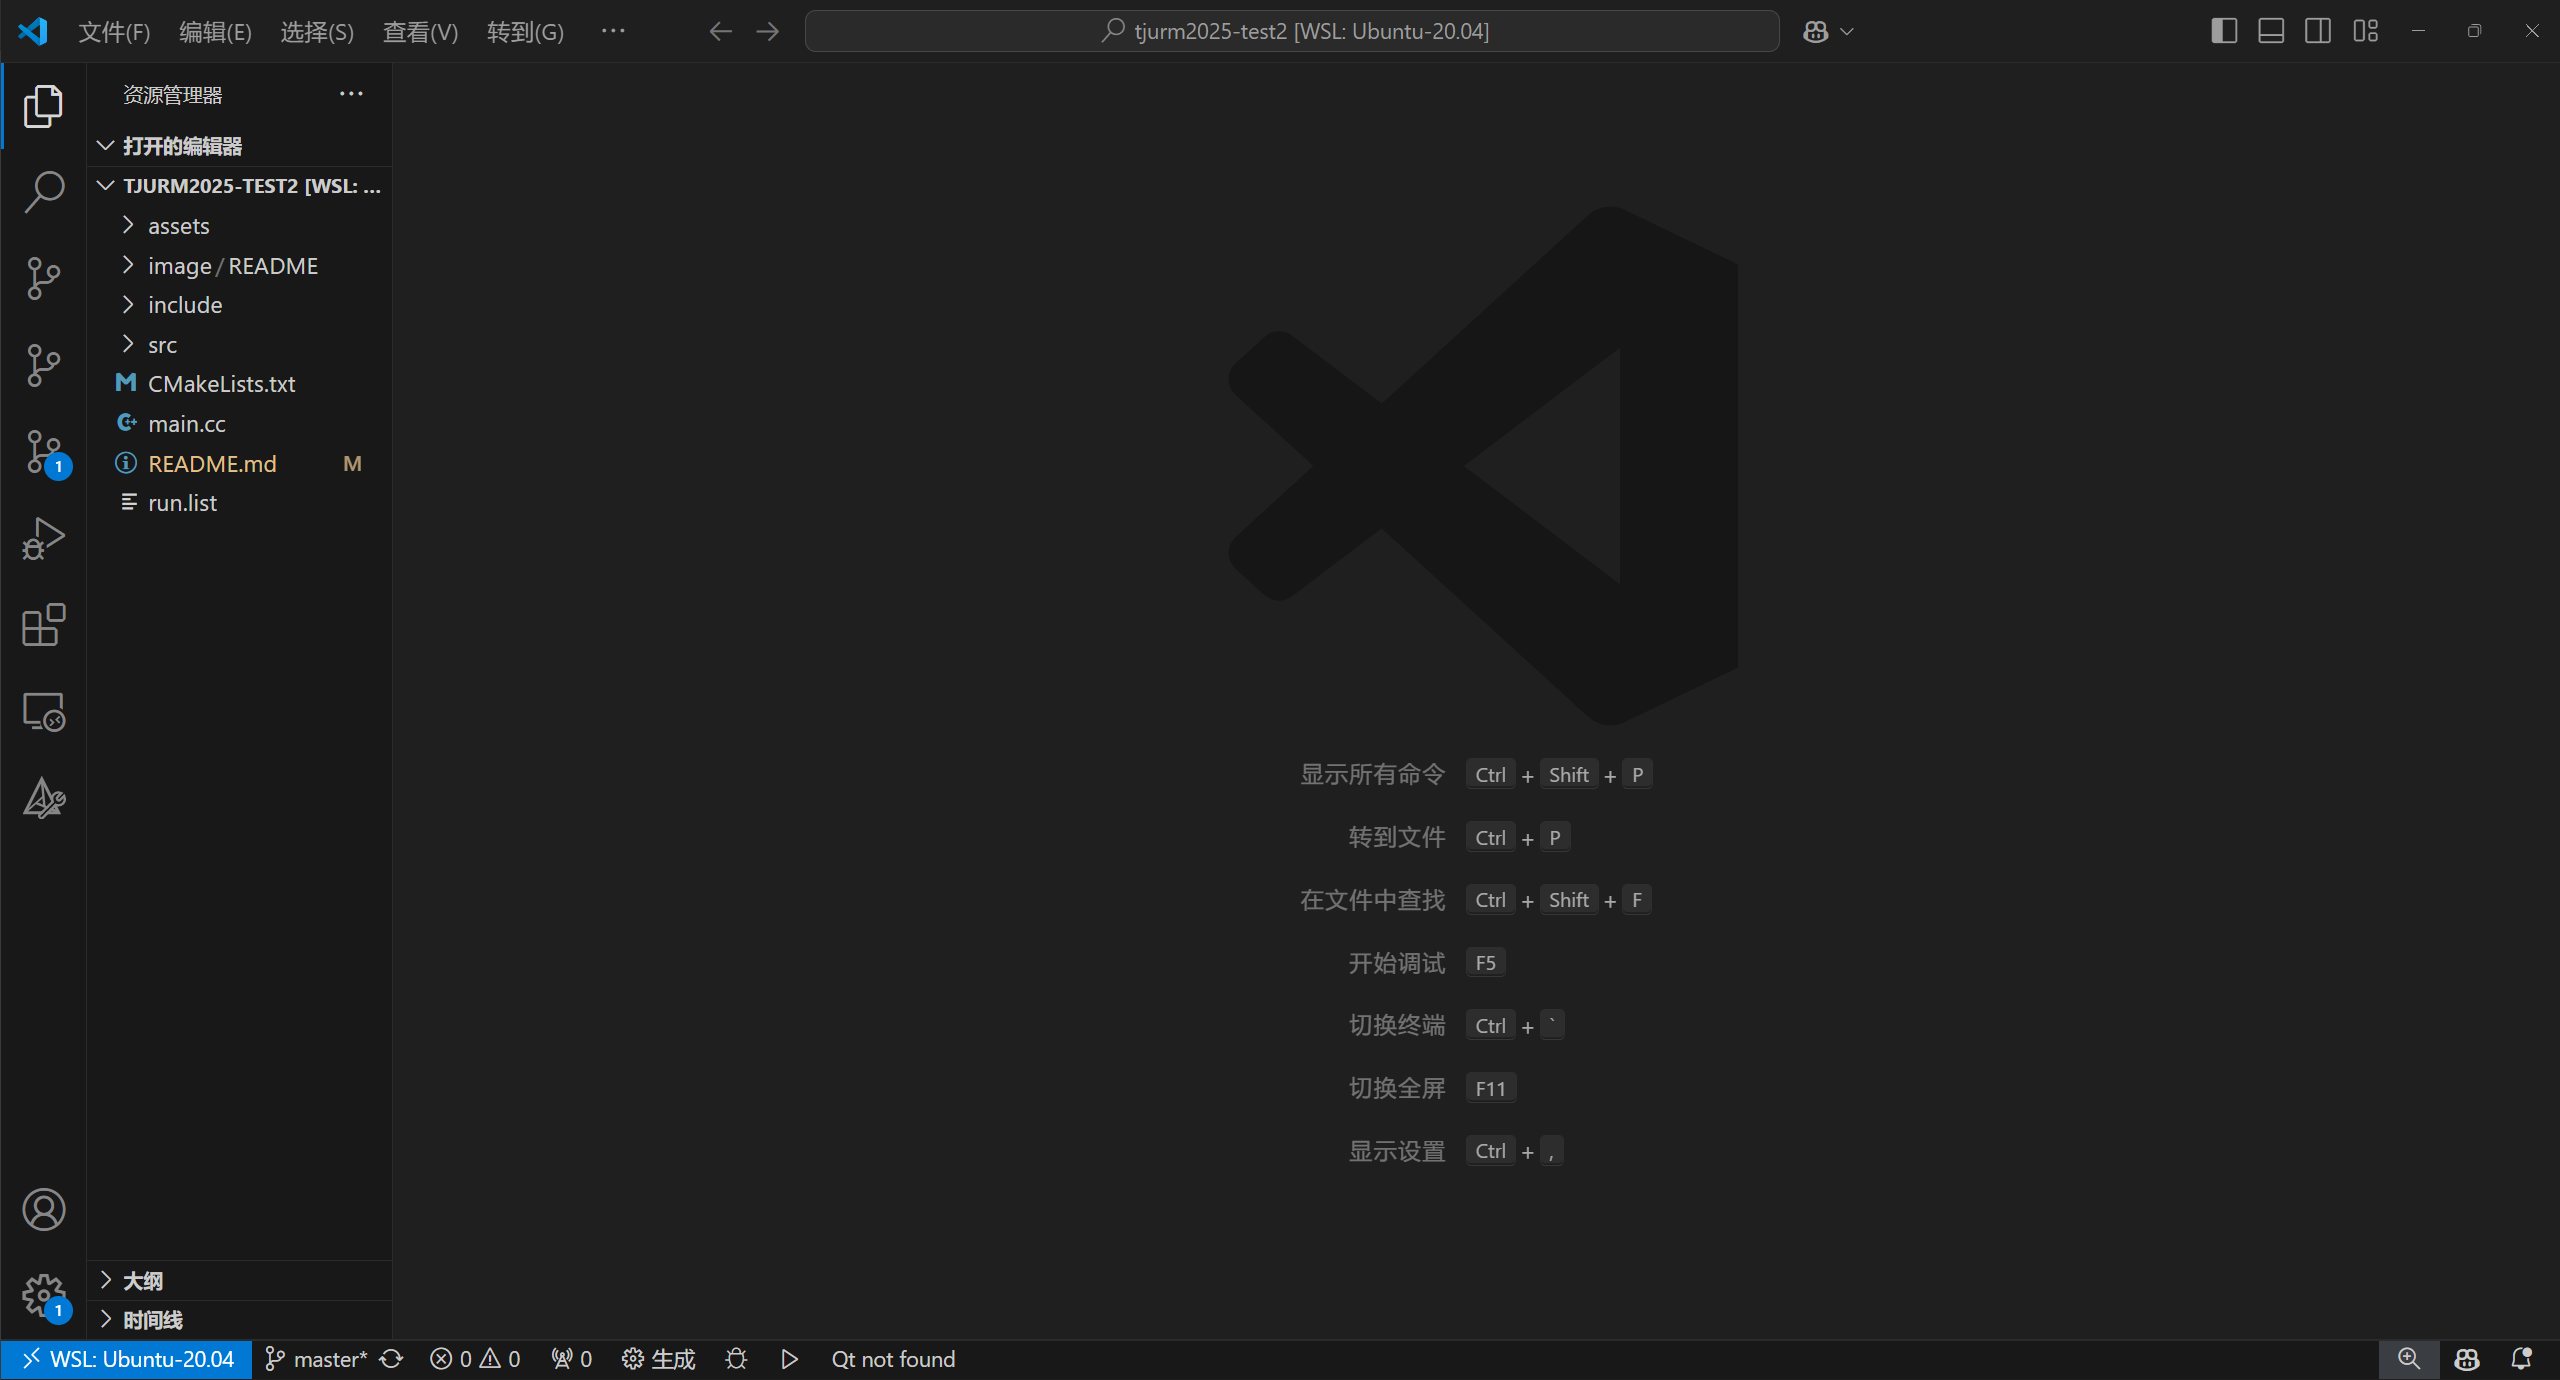 文件(F) 编辑(E) 选择(S) 查看(V) 转到(G) ··· tjurm2025-test2 [WSL: Ubuntu-20.04]
资源管理器 ···
打开的编辑器
TJURM2025-TEST2 [WSL: ...
assets
image/README
include
src
CMakeLists.txt
main.cc
README.md M
run.list
1
显示所有命令 Ctrl + Shift + P
转到文件 Ctrl + P
在文件中查找 Ctrl + Shift + F
开始调试 F5
切换终端 Ctrl + `
切换全屏 F11
显示设置 Ctrl + ,
大纲
1
时间线
WSL: Ubuntu-20.04 master* 0 0 0 生成 Qt not found